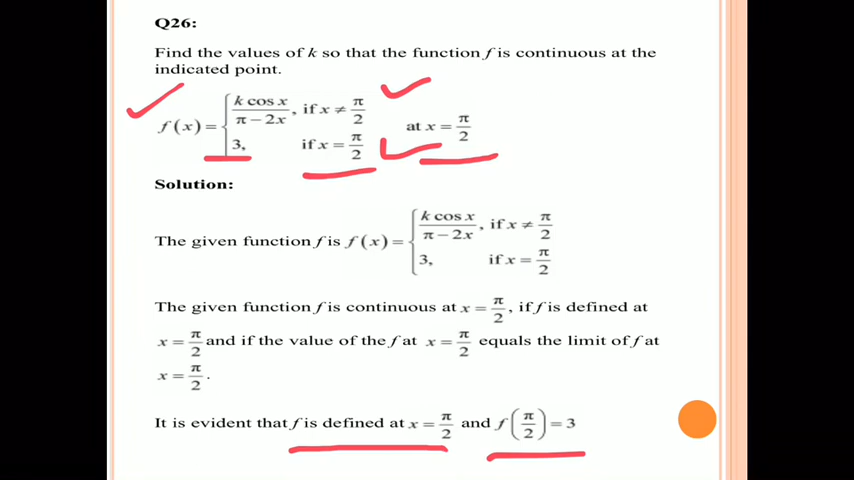 Q26:
Find the values of k so that the function f is continuous at the
indicated point.
f(x) = { k cos x / π − 2x, if x ≠ π/2
3, if x = π/2 at x = π/2
Solution:
The given function f is f(x) = { k cos x / π − 2x, if x ≠ π/2
3, if x = π/2
The given function f is continuous at x = π/2, if f is defined at
x = π/2 and if the value of the f at x = π/2 equals the limit of f at
x = π/2.
It is evident that f is defined at x = π/2 and f(π/2) = 3